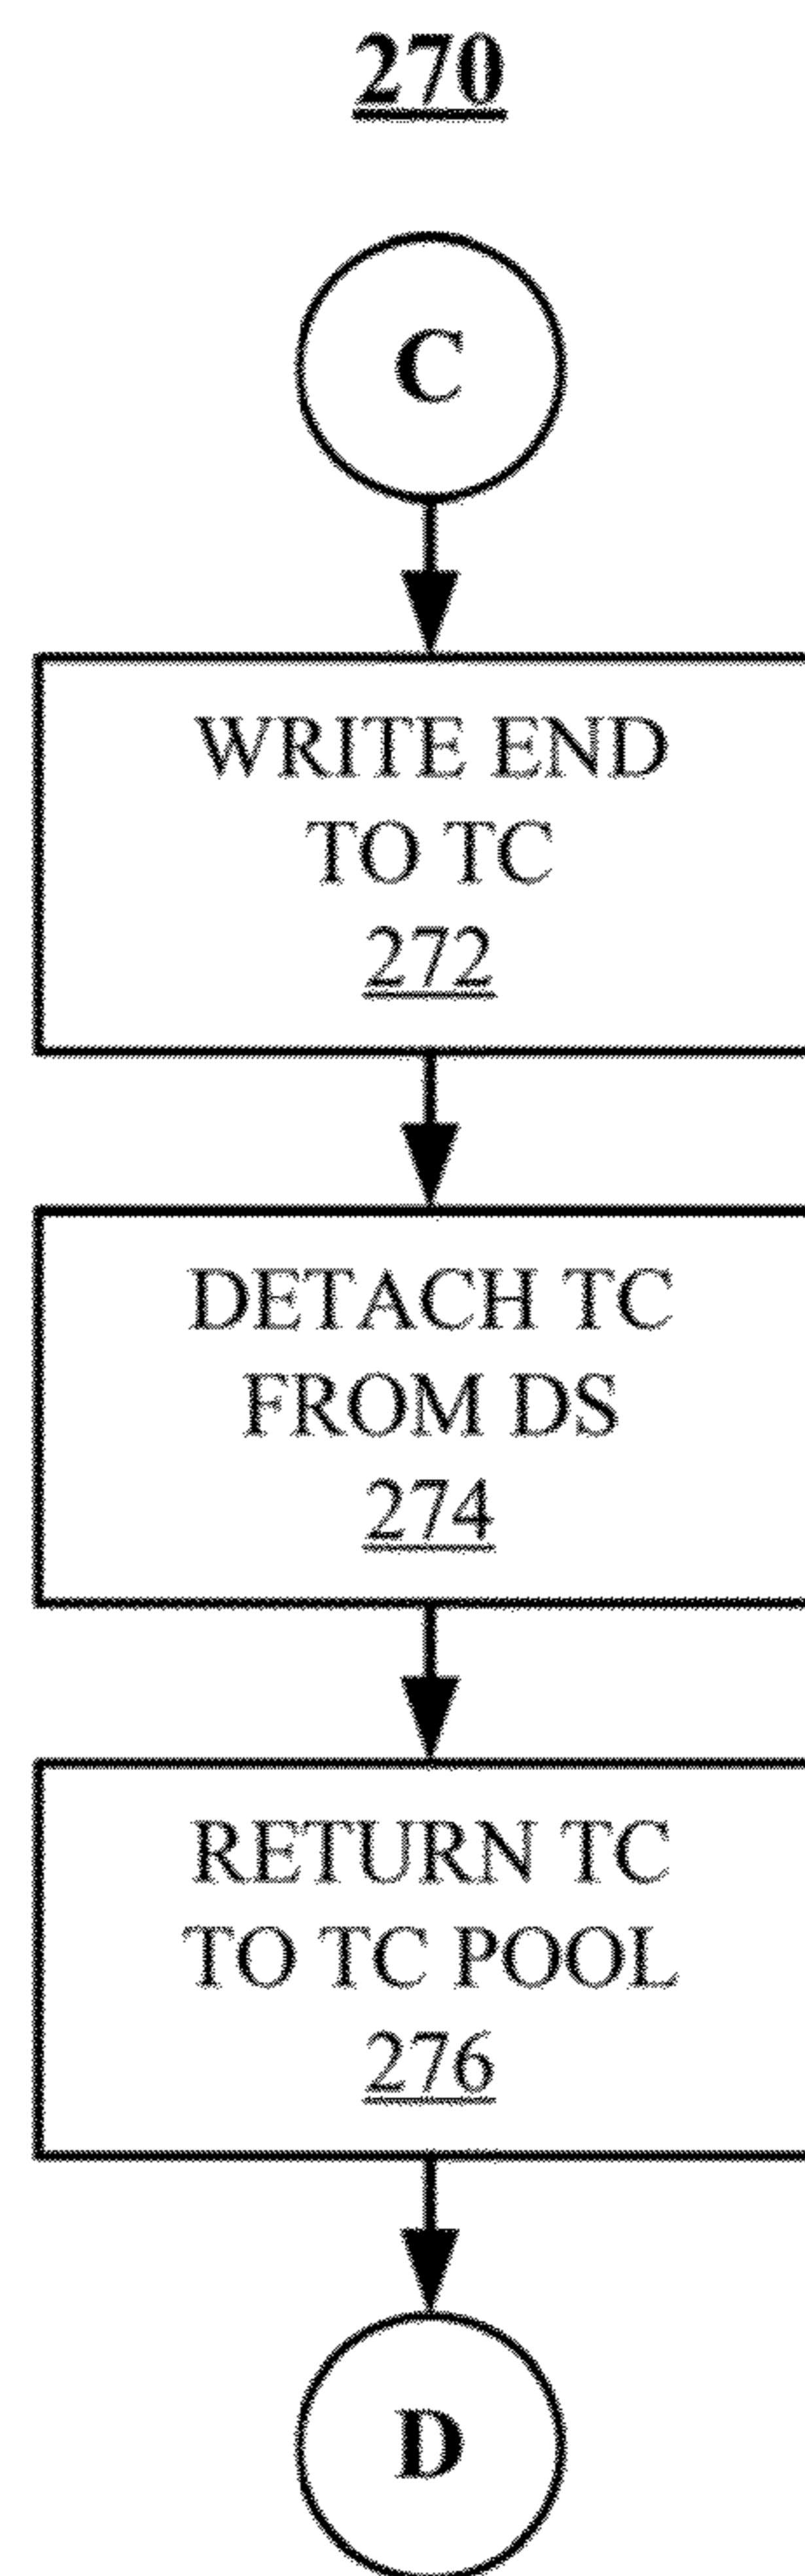 270
C
WRITE END
TO TC
272
DETACH TC
FROM DS
274
RETURN TC
TO TC POOL
276
D